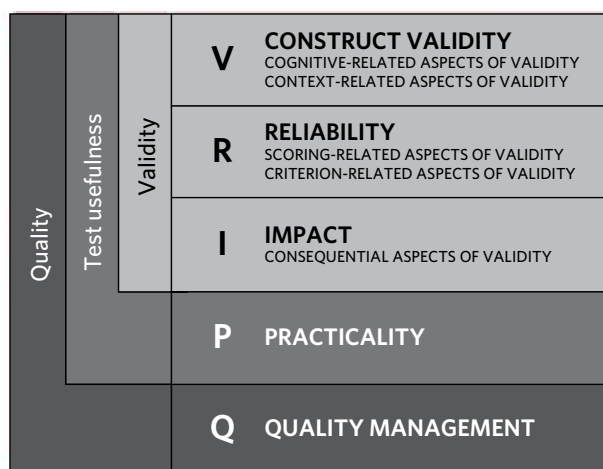 Quality
Test usefulness
Validity
V
CONSTRUCT VALIDITY
COGNITIVE-RELATED ASPECTS OF VALIDITY
CONTEXT-RELATED ASPECTS OF VALIDITY
R
RELIABILITY
SCORING-RELATED ASPECTS OF VALIDITY
CRITERION-RELATED ASPECTS OF VALIDITY
I
IMPACT
CONSEQUENTIAL ASPECTS OF VALIDITY
P
PRACTICALITY
Q
QUALITY MANAGEMENT